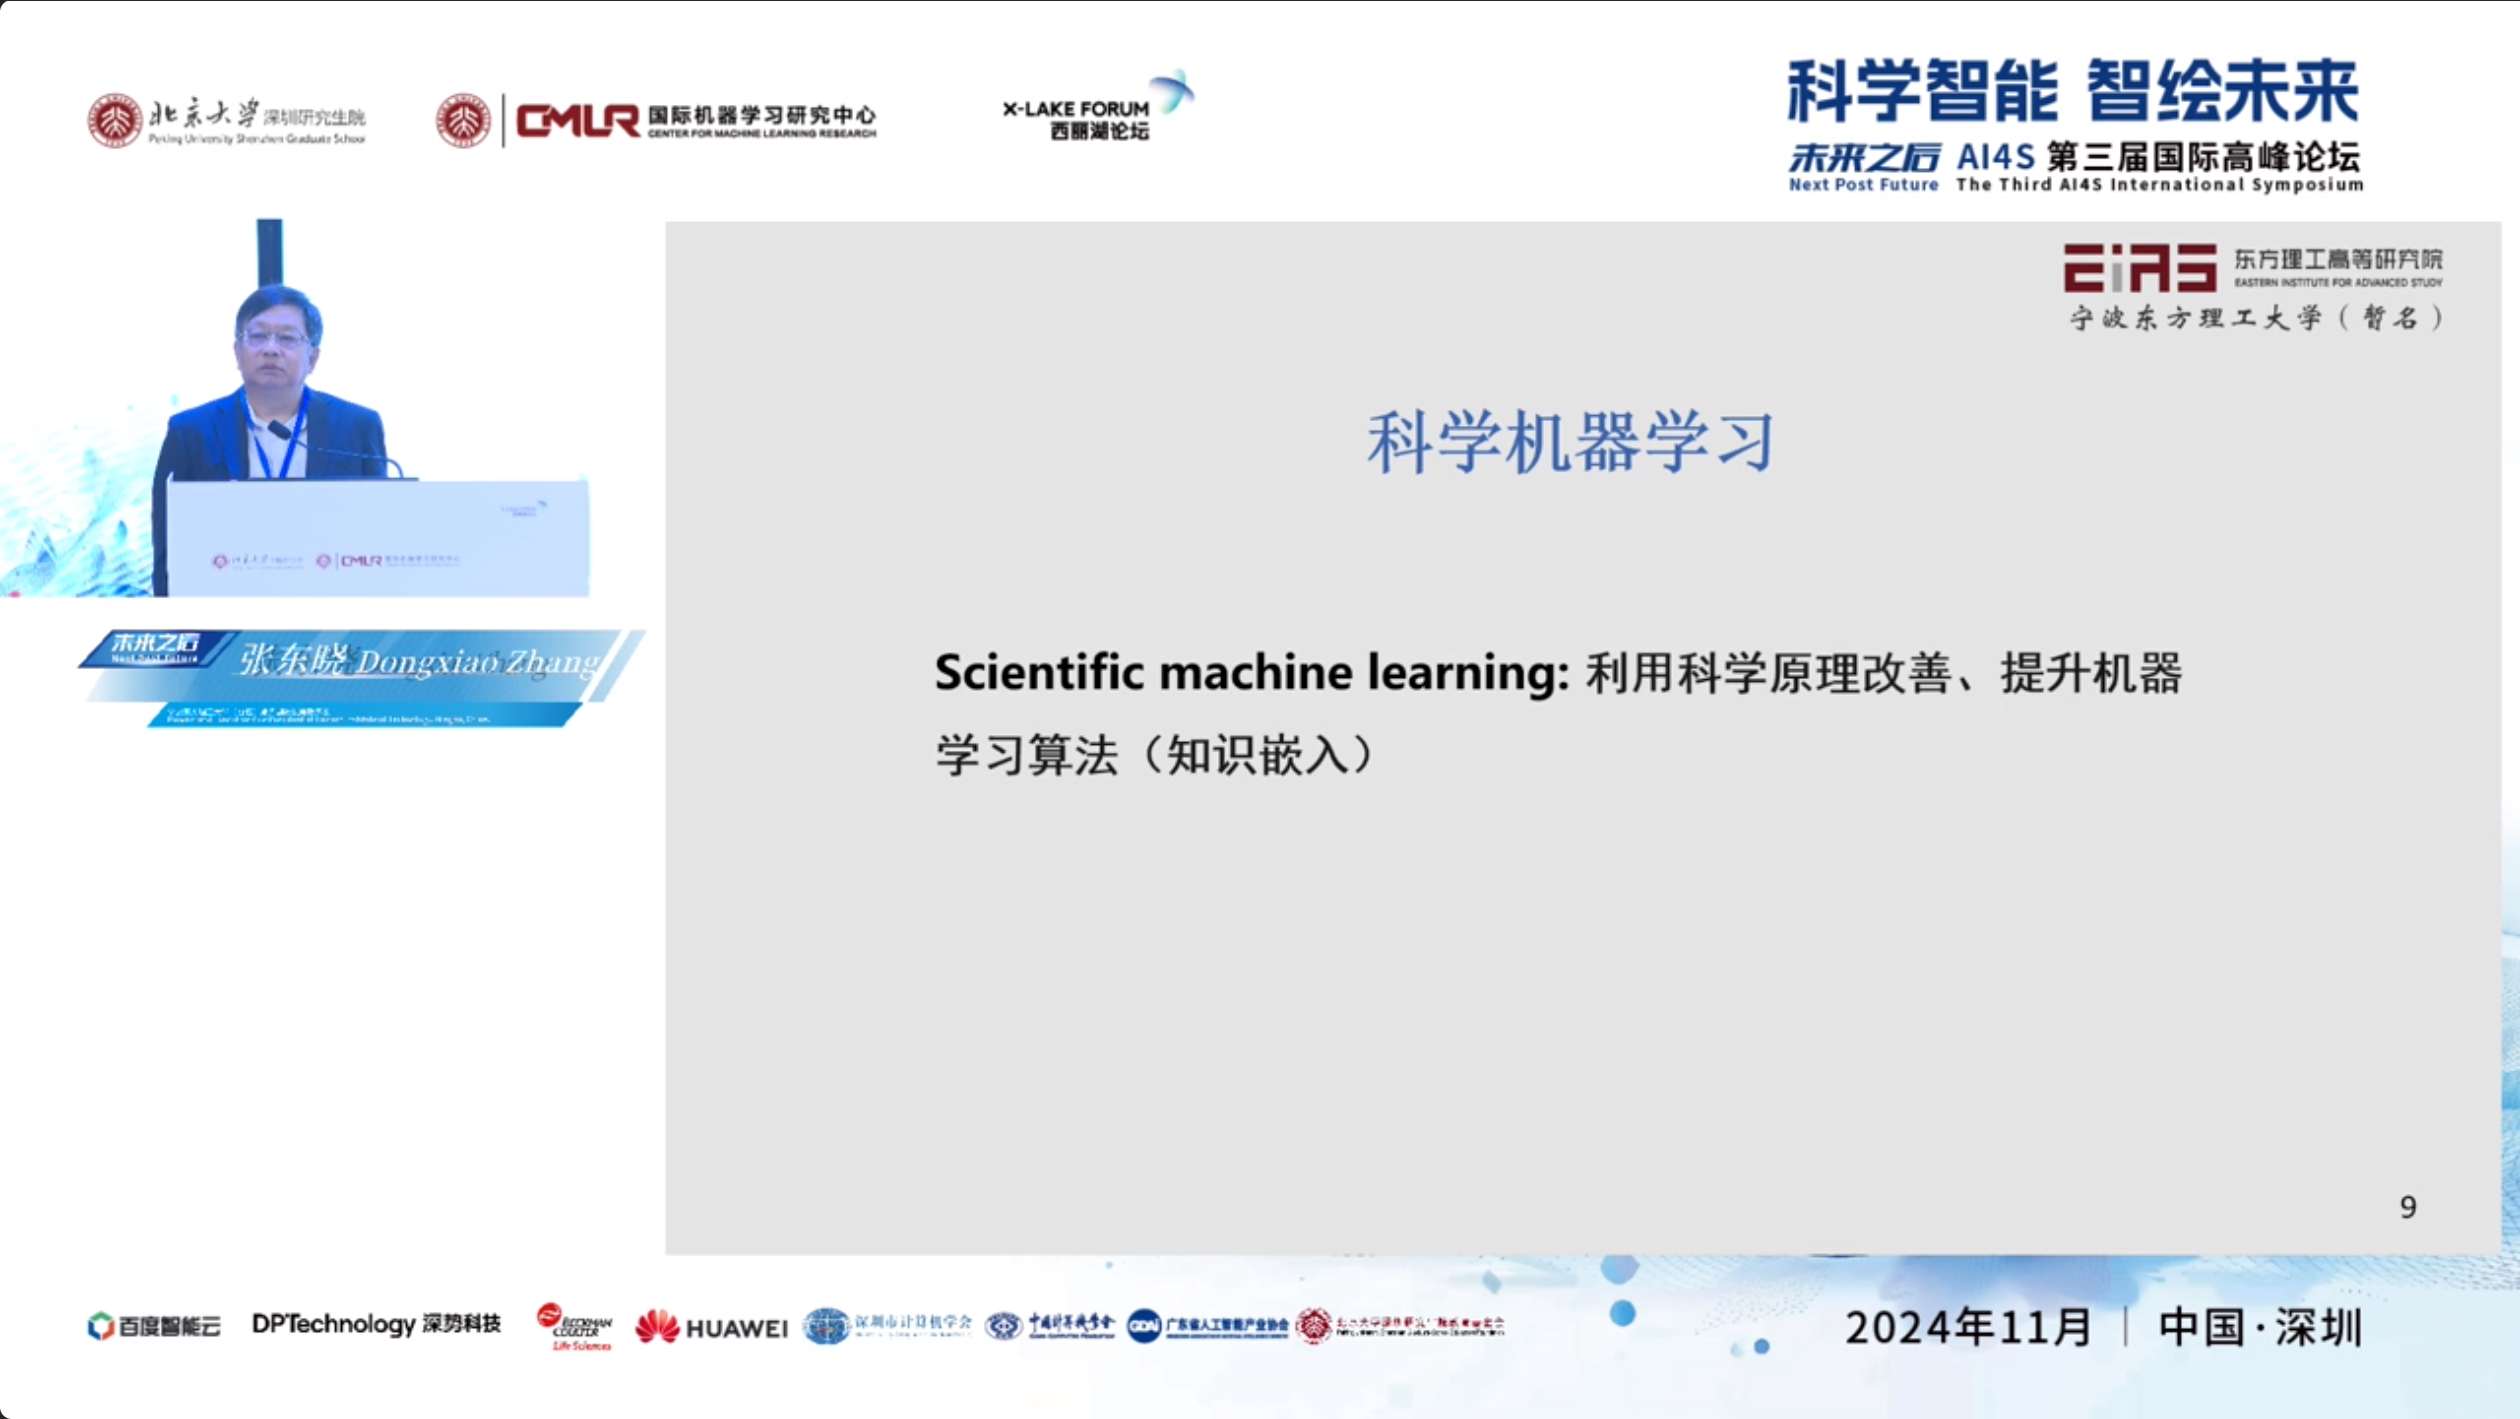 北京大学 深圳研究生院
Peking University Shenzhen Graduate School
CMLR 国际机器学习研究中心
CENTER FOR MACHINE LEARNING RESEARCH
X-LAKE FORUM
西丽湖论坛
科学智能 智绘未来
未来之后 AI4S 第三届国际高峰论坛
Next Post Future The Third AI4S International Symposium
EIAS 东方理工高等研究院
EASTERN INSTITUTE FOR ADVANCED STUDY
宁波东方理工大学（暂名）
科学机器学习
Scientific machine learning: 利用科学原理改善、提升机器
学习算法（知识嵌入）
9
CMLR
未来之后
Next Post Future
张东晓 Dongxiao Zhang
百度智能云
DPTechnology 深势科技
BECKMAN
COULTER
Life Sciences
HUAWEI
深圳市计算机学会
广东省人工智能产业协会
2024年11月 | 中国·深圳